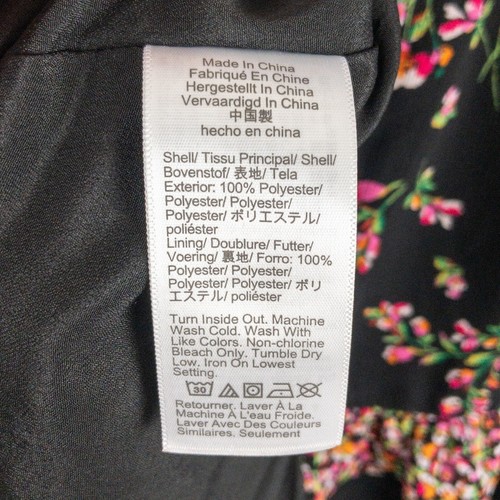 Made In China
Fabriqué En Chine
Hergestellt In China
Vervaardigd In China
中国製
hecho en china
Shell/ Tissu Principal/ Shell/
Bovenstof/ 表地/ Tela
Exterior: 100% Polyester/
Polyester/ Polyester/
Polyester/ ポリエステル/
poliéster
Lining/ Doublure/ Futter/
Voering/ 裏地/ Forro: 100%
Polyester/ Polyester/
Polyester/ Polyester/ ポリ
エステル/ poliéster
Turn Inside Out. Machine
Wash Cold. Wash With
Like Colors. Non-chlorine
Bleach Only. Tumble Dry
Low. Iron On Lowest
Setting.
30
Retourner. Laver À La
Machine À L'eau Froide.
Laver Avec Des Couleurs
Similaires. Seulement